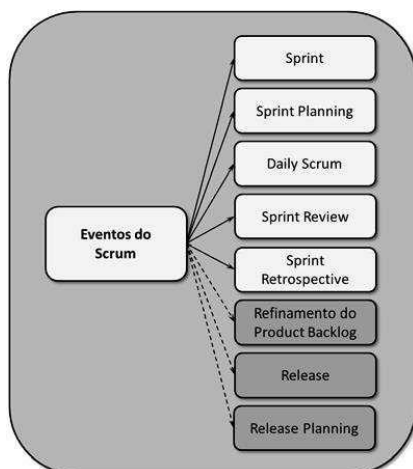 Eventos do
Scrum
Sprint
Sprint Planning
Daily Scrum
Sprint Review
Sprint
Retrospective
Refinamento do
Product Backlog
Release
Release Planning